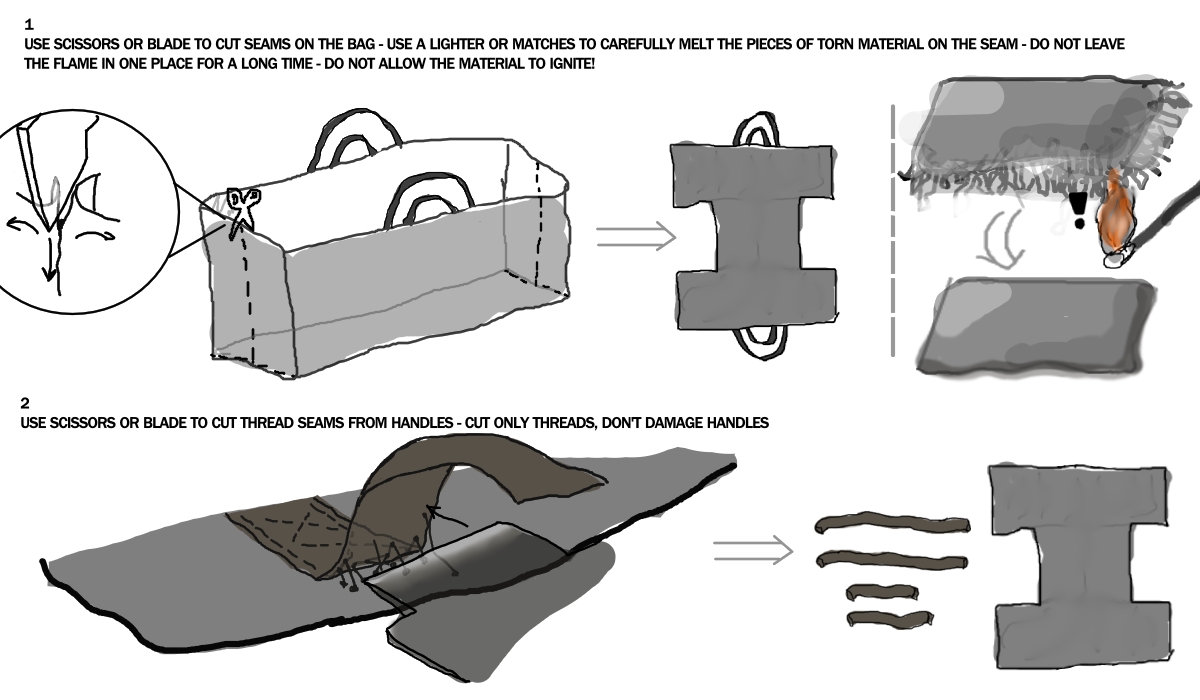 1
USE SCISSORS OR BLADE TO CUT SEAMS ON THE BAG - USE A LIGHTER OR MATCHES TO CAREFULLY MELT THE PIECES OF TORN MATERIAL ON THE SEAM - DO NOT LEAVE
THE FLAME IN ONE PLACE FOR A LONG TIME - DO NOT ALLOW THE MATERIAL TO IGNITE!
!
2
USE SCISSORS OR BLADE TO CUT THREAD SEAMS FROM HANDLES - CUT ONLY THREADS, DON'T DAMAGE HANDLES